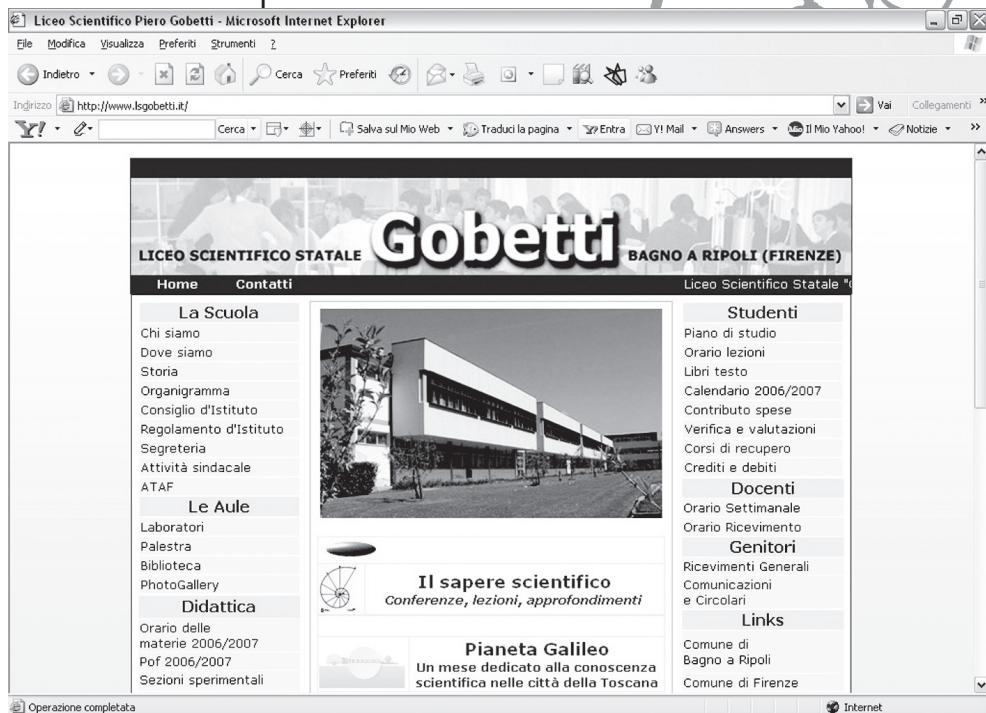 Liceo Scientifico Piero Gobetti - Microsoft Internet Explorer
File Modifica Visualizza Preferiti Strumenti ?
Indietro Cerca Preferiti
Indirizzo http://www.lsgobetti.it/ Vai Collegamenti »
Y! Cerca Salva sul Mio Web Traduci la pagina Entra Y! Mail Answers Il Mio Yahoo! Notizie »
LICEO SCIENTIFICO STATALE Gobetti BAGNO A RIPOLI (FIRENZE)
Home Contatti Liceo Scientifico Statale "
La Scuola
Chi siamo
Dove siamo
Storia
Organigramma
Consiglio d'Istituto
Regolamento d'Istituto
Segreteria
Attività sindacale
ATAF
Le Aule
Laboratori
Palestra
Biblioteca
PhotoGallery
Didattica
Orario delle
materie 2006/2007
Pof 2006/2007
Sezioni sperimentali
Il sapere scientifico
Conferenze, lezioni, approfondimenti
Pianeta Galileo
Un mese dedicato alla conoscenza
scientifica nelle città della Toscana
Studenti
Piano di studio
Orario lezioni
Libri testo
Calendario 2006/2007
Contributo spese
Verifica e valutazioni
Corsi di recupero
Crediti e debiti
Docenti
Orario Settimanale
Orario Ricevimento
Genitori
Ricevimenti Generali
Comunicazioni
e Circolari
Links
Comune di
Bagno a Ripoli
Comune di Firenze
Operazione completata Internet